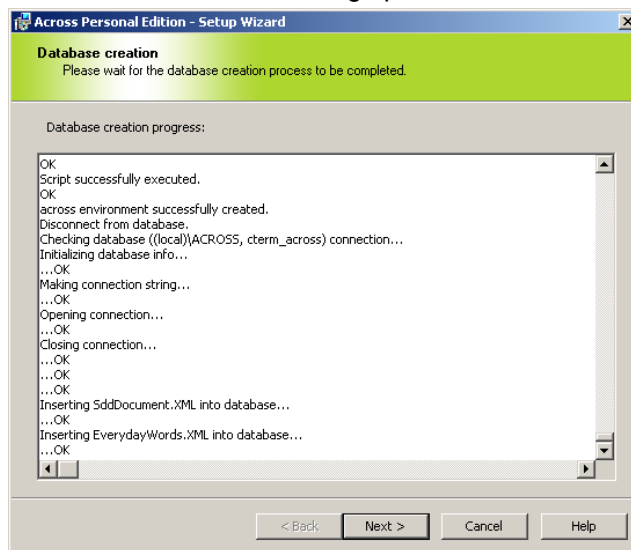 Across Personal Edition - Setup Wizard
Database creation
Please wait for the database creation process to be completed.
Database creation progress:
OK
Script successfully executed.
OK
across environment successfully created.
Disconnect from database.
Checking database ((local)\ACROSS, cterm_across) connection...
Initializing database info...
...OK
Making connection string...
...OK
Opening connection...
...OK
Closing connection...
...OK
...OK
...OK
Inserting SddDocument.XML into database...
...OK
Inserting EverydayWords.XML into database...
...OK
< Back Next > Cancel Help